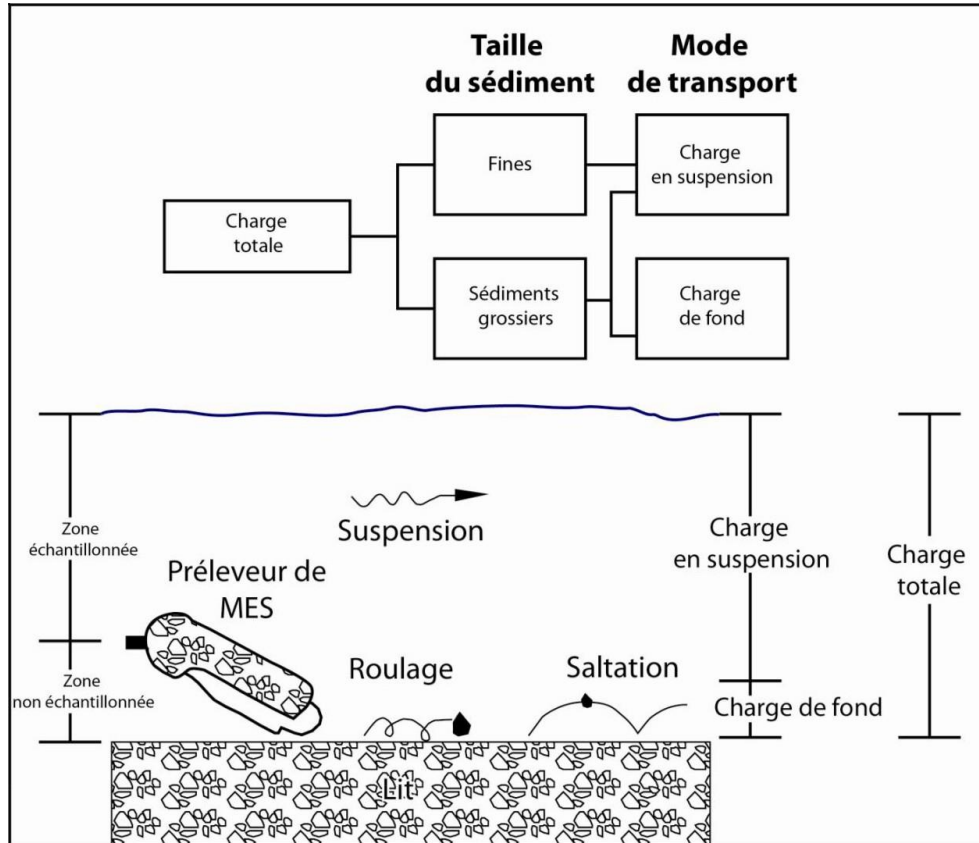 Taille
du sédiment
Mode
de transport
Fines
Charge
en suspension
Charge
totale
Sédiments
grossiers
Charge
de fond
Zone
échantillonnée
Suspension
Charge
en suspension
Charge
totale
Préleveur de
MES
Zone
non échantillonnée
Roulage
Saltation
Charge de fond
Lit